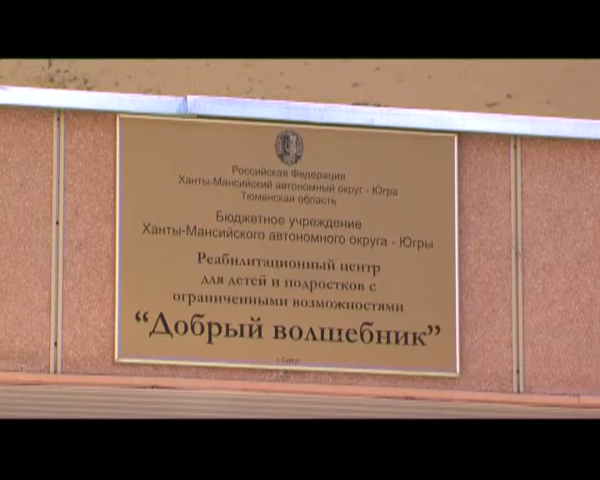 Российская Федерация
Ханты-Мансийский автономный округ - Югра
Тюменская область
Бюджетное учреждение
Ханты-Мансийского автономного округа - Югры
Реабилитационный центр
для детей и подростков с
ограниченными возможностями
“Добрый волшебник”
г. Сургут